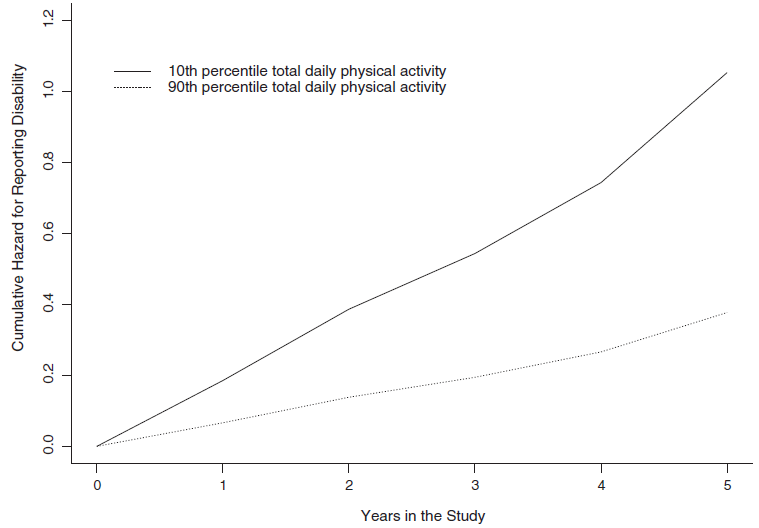 10th percentile total daily physical activity
90th percentile total daily physical activity
Cumulative Hazard for Reporting Disability
1.2
1.0
0.8
0.6
0.4
0.2
0.0
0 1 2 3 4 5
Years in the Study